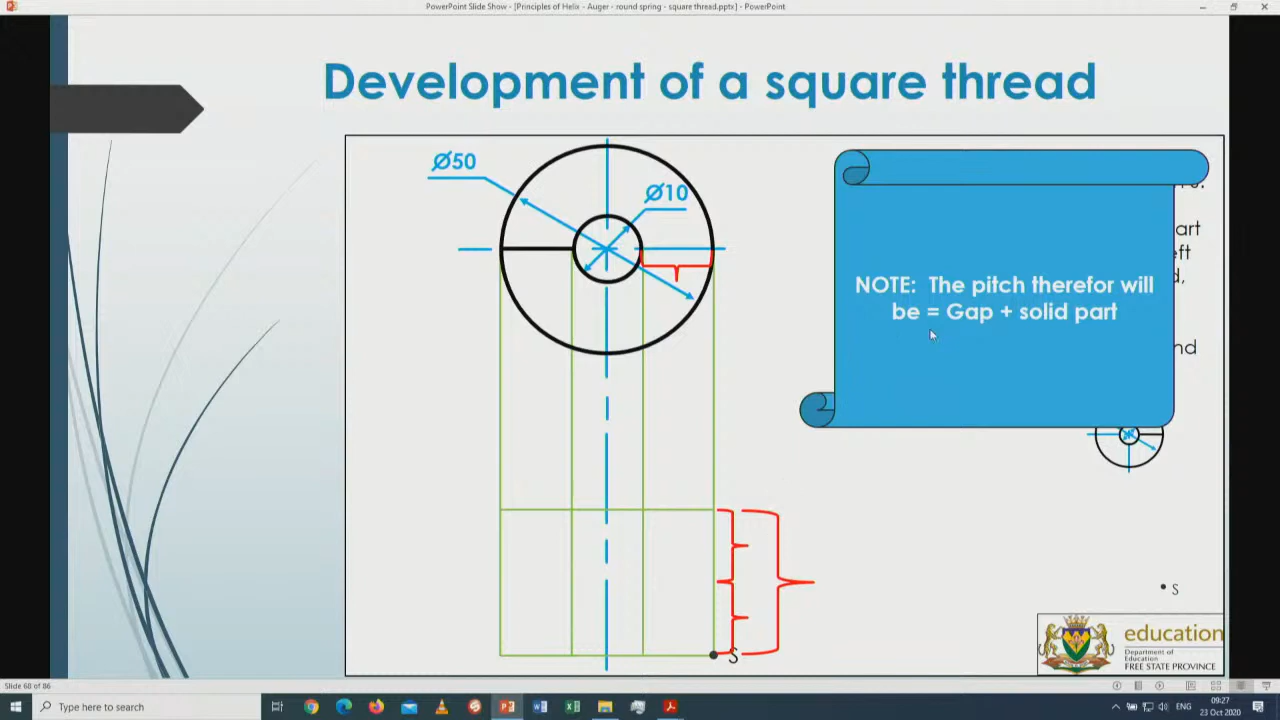 PowerPoint Slide Show - [Principles of Helix - Auger - round spring - square thread.pptx] - PowerPoint
Development of a square thread
Ø50
Ø10
NOTE: The pitch therefor will
be = Gap + solid part
art
eft
d,
nd
S
S
education
Department of
Education
FREE STATE PROVINCE
Slide 68 of 86
Type here to search
ENG
09:27
23 Oct 2020